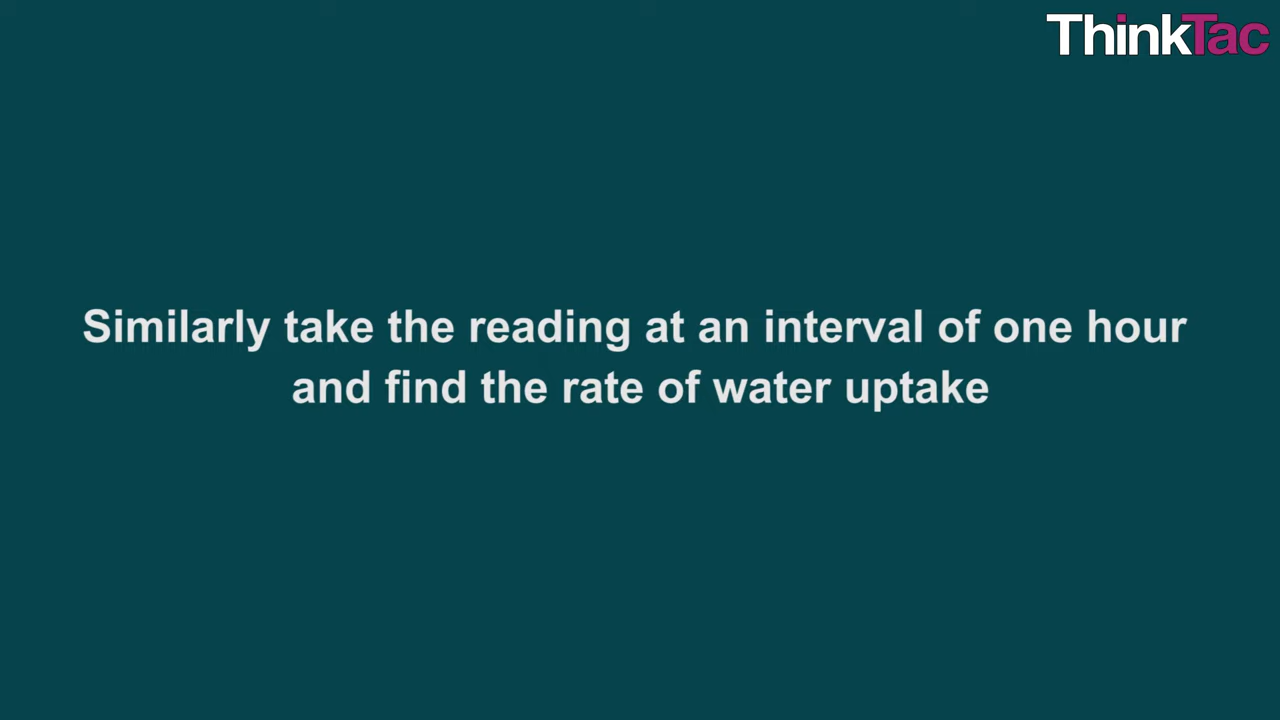 ThinkTac
Similarly take the reading at an interval of one hour
and find the rate of water uptake